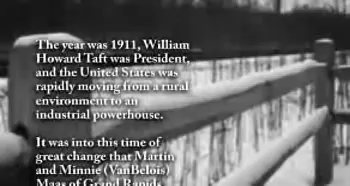 The year was 1911, William
Howard Taft was President,
and the United States was
rapidly moving from a rural
environment to an
industrial powerhouse.
It was into this time of
great change that Martin
and Minnie (VanBelois)
Maas of Grand Rapids